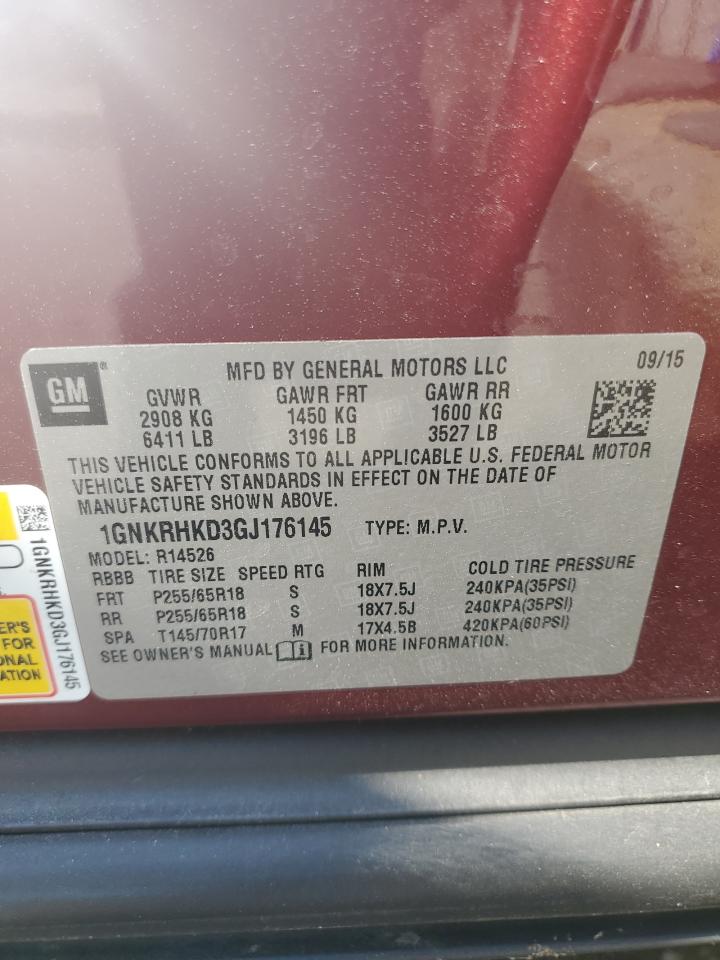 GM ®
MFD BY GENERAL MOTORS LLC 09/15
GVWR GAWR FRT GAWR RR
2908 KG 1450 KG 1600 KG
6411 LB 3196 LB 3527 LB
THIS VEHICLE CONFORMS TO ALL APPLICABLE U.S. FEDERAL MOTOR
VEHICLE SAFETY STANDARDS IN EFFECT ON THE DATE OF
MANUFACTURE SHOWN ABOVE.
1GNKRHKD3GJ176145 TYPE: M.P.V.
MODEL: R14526
RBBB TIRE SIZE SPEED RTG RIM COLD TIRE PRESSURE
FRT P255/65R18 S 18X7.5J 240KPA(35PSI)
RR P255/65R18 S 18X7.5J 240KPA(35PSI)
SPA T145/70R17 M 17X4.5B 420KPA(60PSI)
SEE OWNER'S MANUAL i FOR MORE INFORMATION.
1GNKRHKD3GJ176145
ER'S
FOR
ONAL
ATION